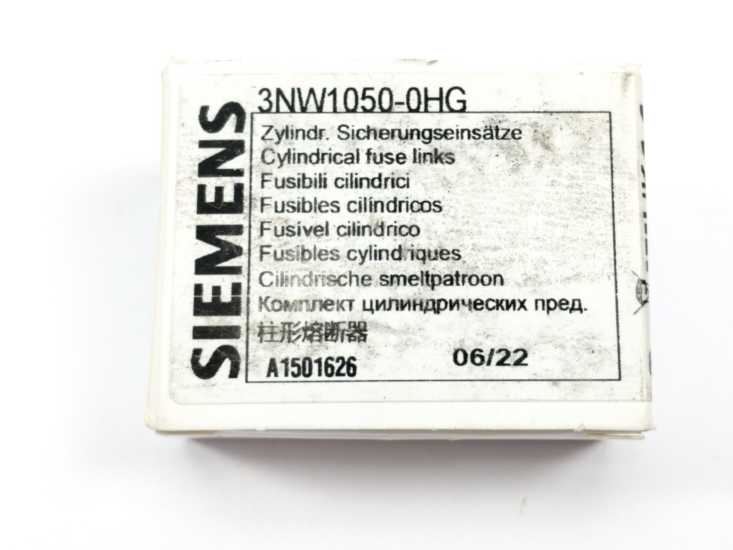 SIEMENS
3NW1050-0HG
Zylindr. Sicherungseinsätze
Cylindrical fuse links
Fusibili cilindrici
Fusibles cilíndricos
Fusivel cilindrico
Fusibles cylindriques
Cilindrische smeltpatroon
Комплект цилиндрических пред.
柱形熔断器
A1501626 06/22